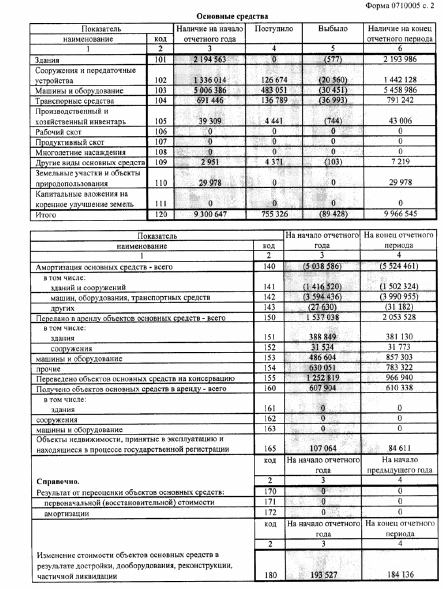 Форма 0710005 с. 2
Основные средства
Показатель Наличие на начало отчетного года Поступило Выбыло Наличие на конец отчетного периода
наименование код
1 2 3 4 5 6
Здания 101 2 194 563 0 (577) 2 193 986
Сооружения и передаточные устройства 102 1 336 014 126 674 (20 560) 1 442 128
Машины и оборудование 103 5 006 386 483 051 (30 451) 5 458 986
Транспортные средства 104 691 446 136 789 (36 993) 791 242
Производственный и хозяйственный инвентарь 105 39 309 4 441 (744) 43 006
Рабочий скот 106 0 0 0 0
Продуктивный скот 107 0 0 0 0
Многолетние насаждения 108 0 0 0 0
Другие виды основных средств 109 2 951 4 371 (103) 7 219
Земельные участки и объекты природопользования 110 29 978 0 0 29 978
Капитальные вложения на коренное улучшение земель 111 0 0 0 0
Итого 120 9 300 647 755 326 (89 428) 9 966 545
Показатель На начало отчетного года На конец отчетного периода
наименование код
1 2 3 4
Амортизация основных средств - всего 140 (5 038 586) (5 524 461)
в том числе:
зданий и сооружений 141 (1 416 520) (1 502 324)
машин, оборудования, транспортных средств 142 (3 594 436) (3 990 955)
других 143 (27 630) (31 182)
Передано в аренду объектов основных средств - всего 150 1 537 038 2 053 528
в том числе:
здания 151 388 849 381 130
сооружения 152 31 534 31 773
машины и оборудование 153 486 604 857 303
прочие 154 630 051 783 322
Переведено объектов основных средств на консервацию 155 1 252 819 966 940
Получено объектов основных средств в аренду - всего 160 607 904 610 338
в том числе:
здания 161 0 0
сооружения 162 0 0
машины и оборудование 163 0 0
Объекты недвижимости, принятые в эксплуатацию и находящиеся в процессе государственной регистрации 165 107 064 84 611
код На начало отчетного года На начало предыдущего года
Справочно. 2 3 4
Результат от переоценки объектов основных средств: 170 0 0
первоначальной (восстановительной) стоимости 171 0 0
амортизации 172 0 0
код На начало отчетного года На конец отчетного периода
2 3 4
Изменение стоимости объектов основных средств в результате достройки, дооборудования, реконструкции, частичной ликвидации 180 193 527 184 136